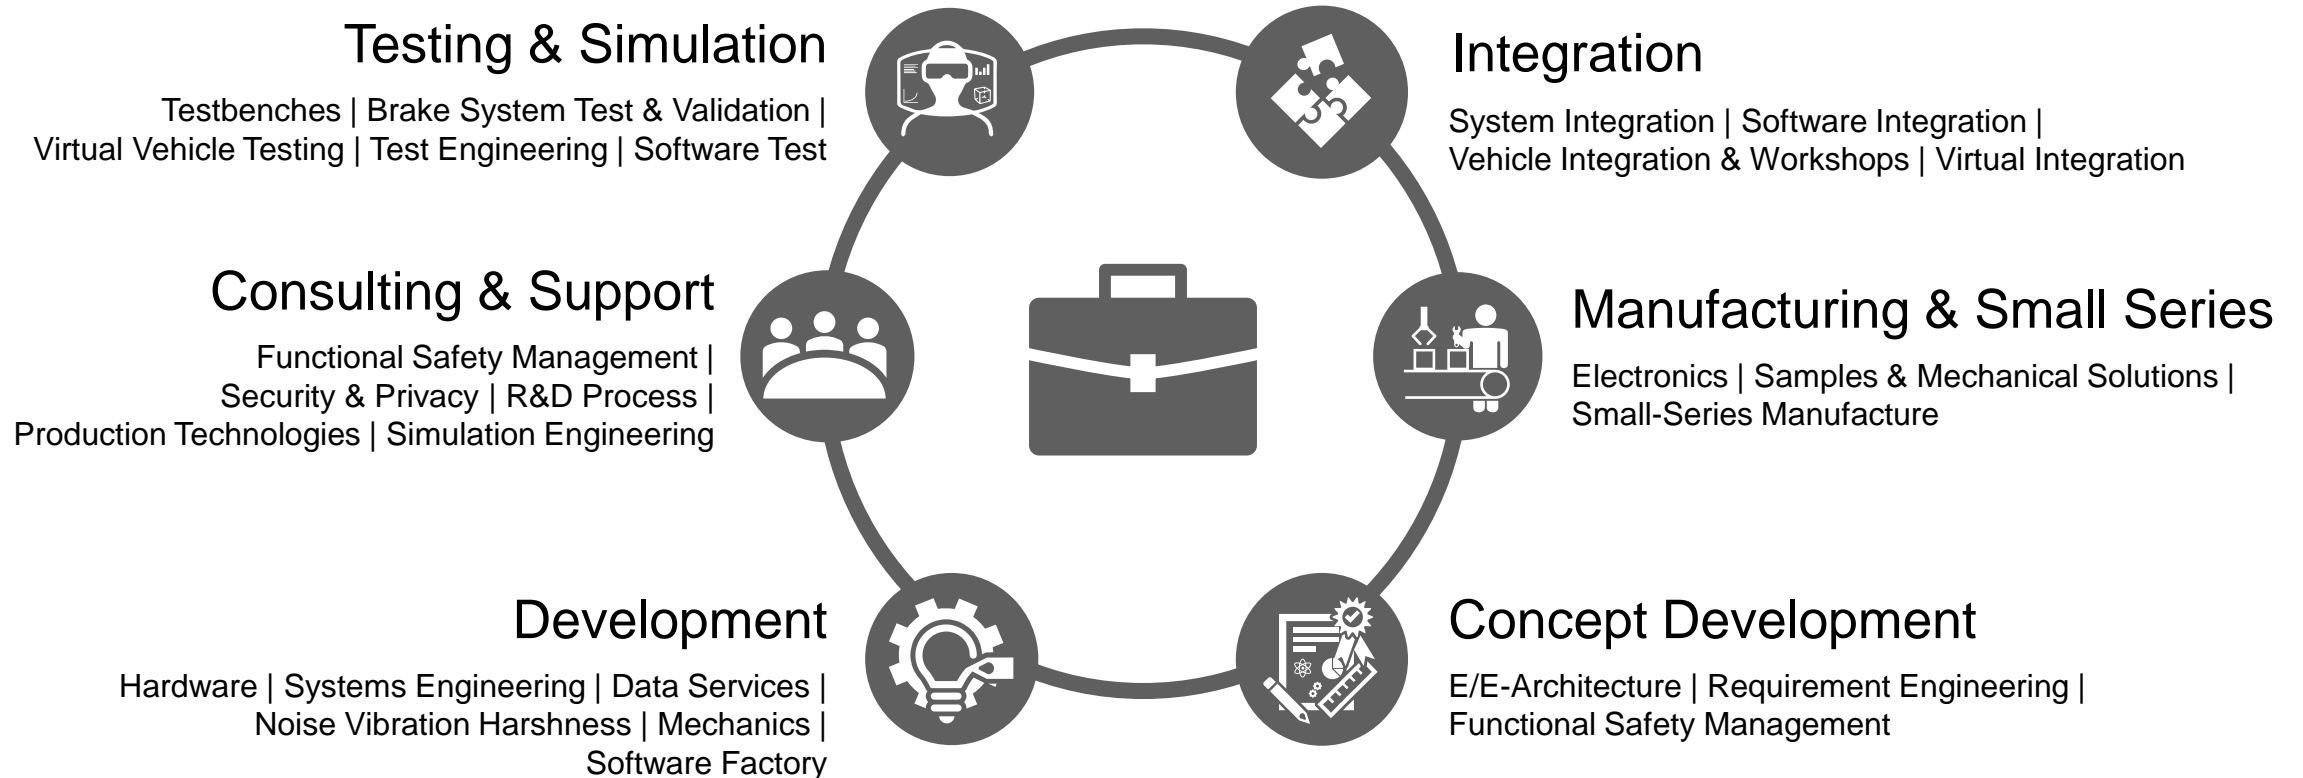 Testing & Simulation
Testbenches | Brake System Test & Validation |
Virtual Vehicle Testing | Test Engineering | Software Test
Integration
System Integration | Software Integration |
Vehicle Integration & Workshops | Virtual Integration
Consulting & Support
Functional Safety Management |
Security & Privacy | R&D Process |
Production Technologies | Simulation Engineering
Manufacturing & Small Series
Electronics | Samples & Mechanical Solutions |
Small-Series Manufacture
Development
Hardware | Systems Engineering | Data Services |
Noise Vibration Harshness | Mechanics |
Software Factory
Concept Development
E/E-Architecture | Requirement Engineering |
Functional Safety Management